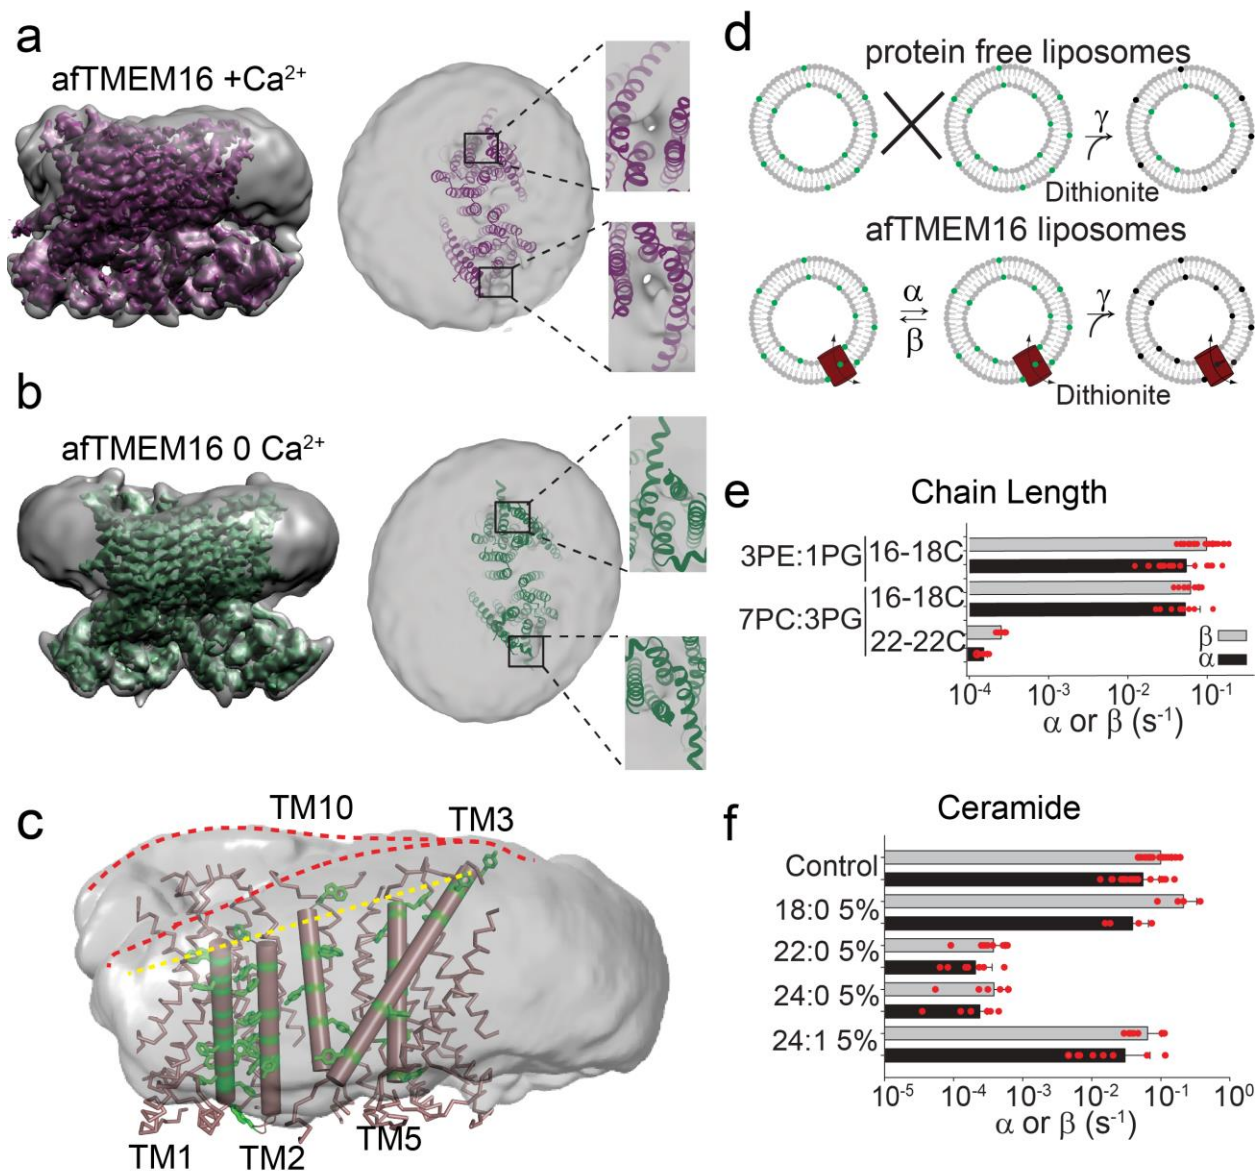 a
afTMEM16 +Ca²⁺
b
afTMEM16 0 Ca²⁺
c
TM10
TM3
TM1
TM2
TM5
d
protein free liposomes
γ
Dithionite
afTMEM16 liposomes
α
β
γ
Dithionite
e
Chain Length
3PE:1PG 16-18C
7PC:3PG 16-18C
22-22C
β
α
10⁻⁴ 10⁻³ 10⁻² 10⁻¹
α or β (s⁻¹)
f
Ceramide
Control
18:0 5%
22:0 5%
24:0 5%
24:1 5%
10⁻⁵ 10⁻⁴ 10⁻³ 10⁻² 10⁻¹ 10⁰
α or β (s⁻¹)